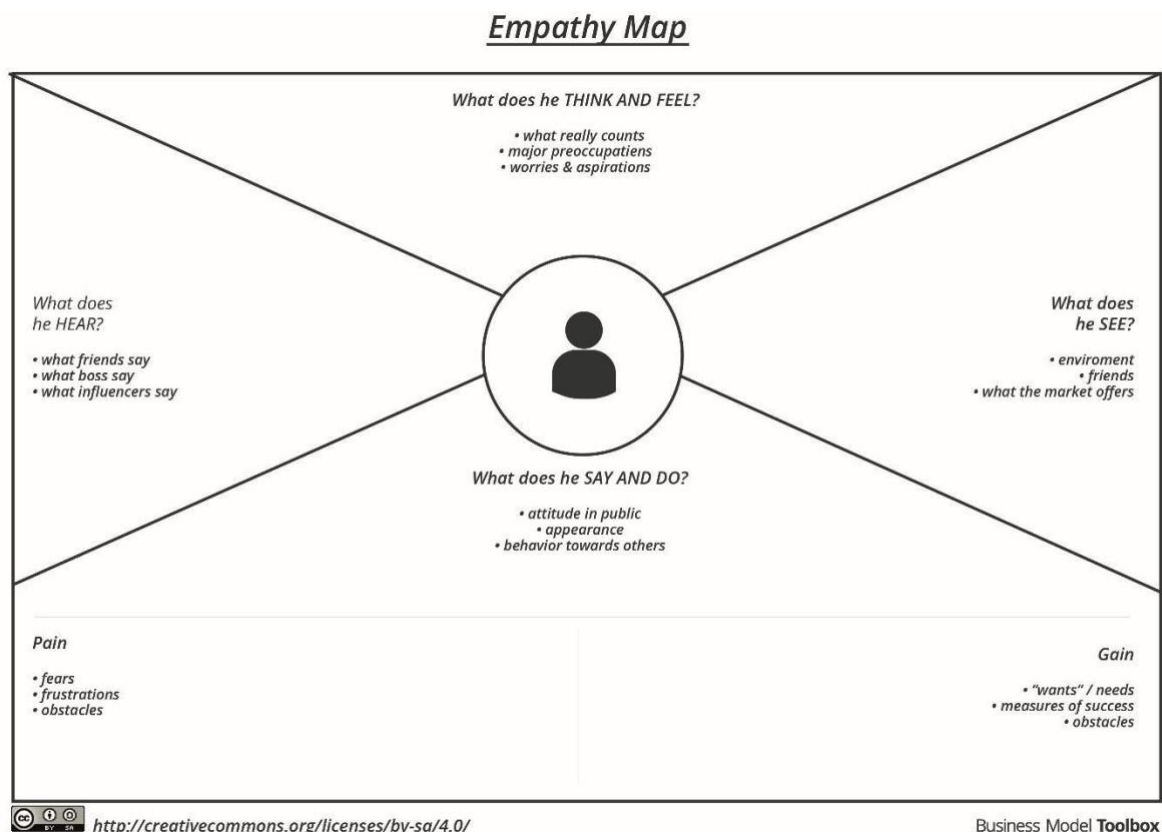 Empathy Map
What does he THINK AND FEEL?
• what really counts
• major preoccupatiens
• worries & aspirations
What does
he HEAR?
• what friends say
• what boss say
• what influencers say
What does
he SEE?
• enviroment
• friends
• what the market offers
What does he SAY AND DO?
• attitude in public
• appearance
• behavior towards others
Pain
• fears
• frustrations
• obstacles
Gain
• "wants" / needs
• measures of success
• obstacles
cc BY SA
http://creativecommons.org/licenses/by-sa/4.0/
Business Model Toolbox